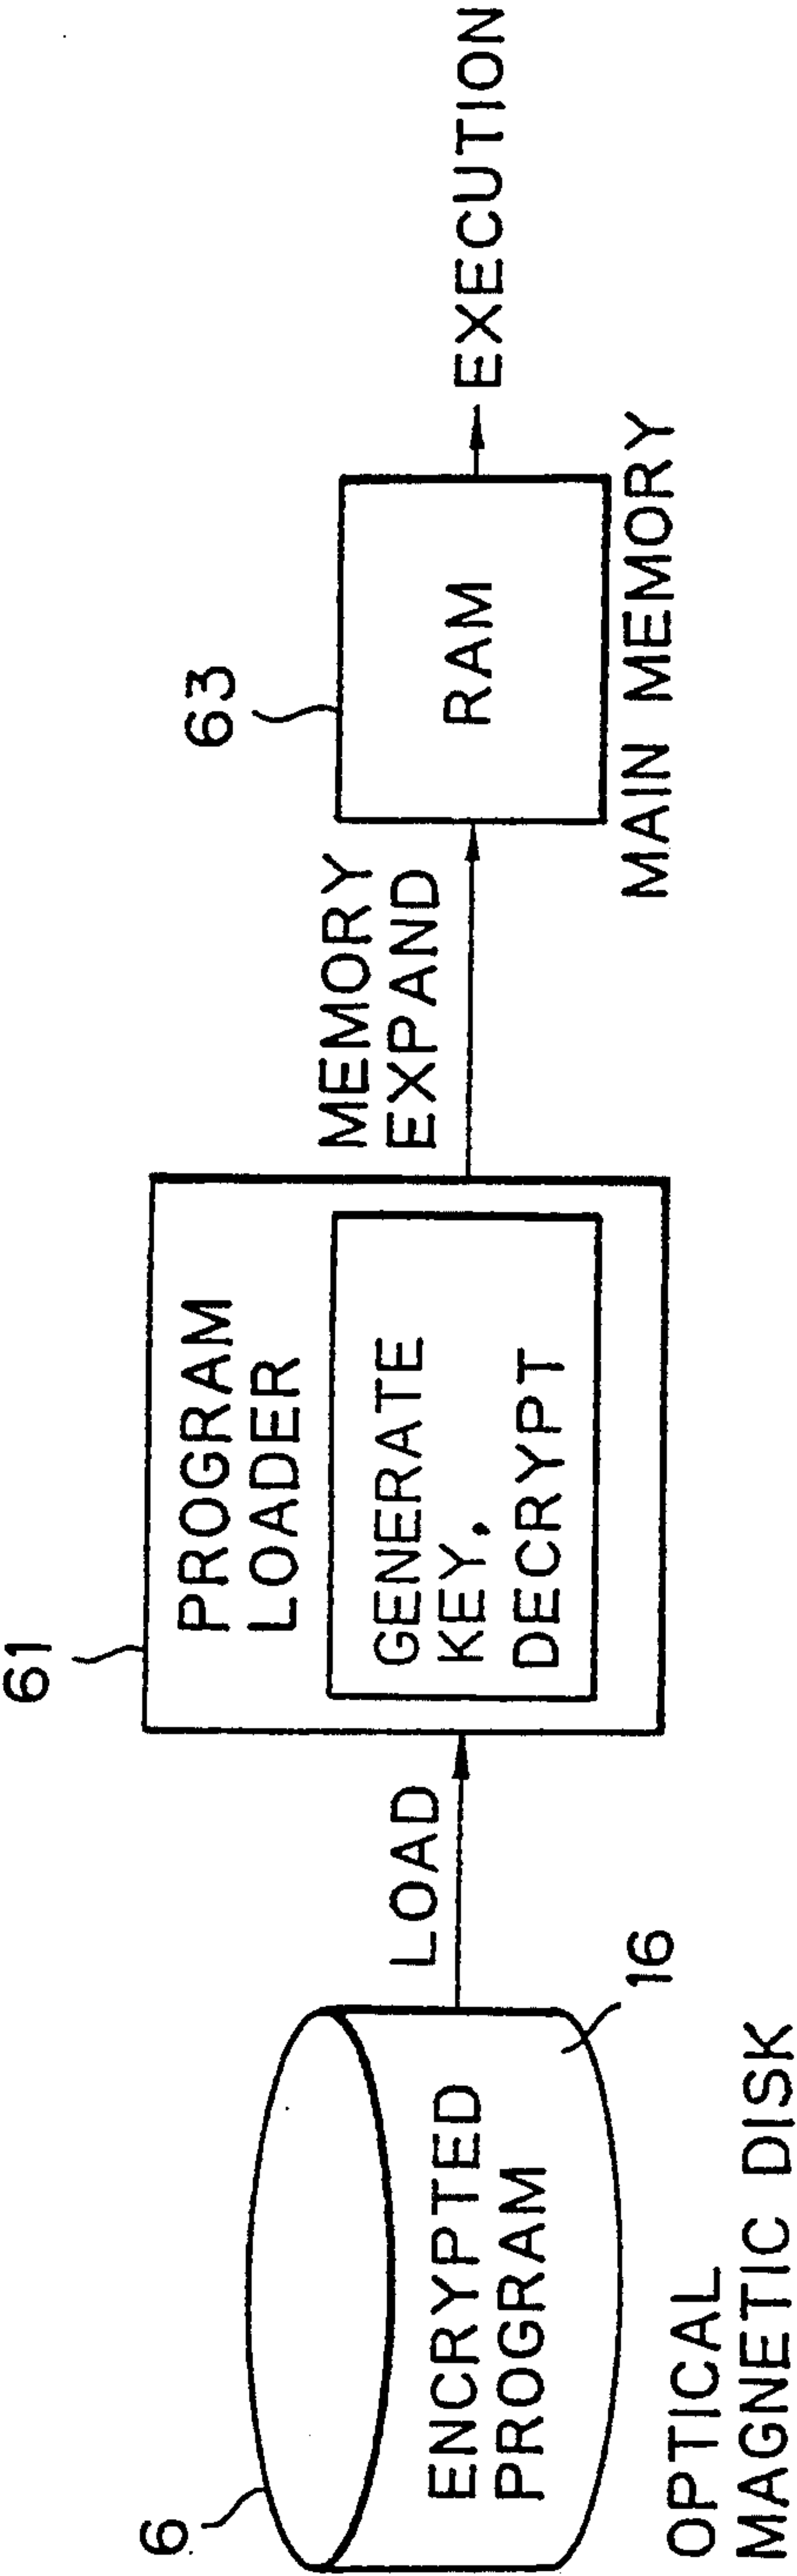 6
ENCRYPTED
PROGRAM
16
OPTICAL
MAGNETIC DISK
LOAD
61
PROGRAM
LOADER
GENERATE
KEY.
DECRYPT
MEMORY
EXPAND
63
RAM
MAIN MEMORY
EXECUTION